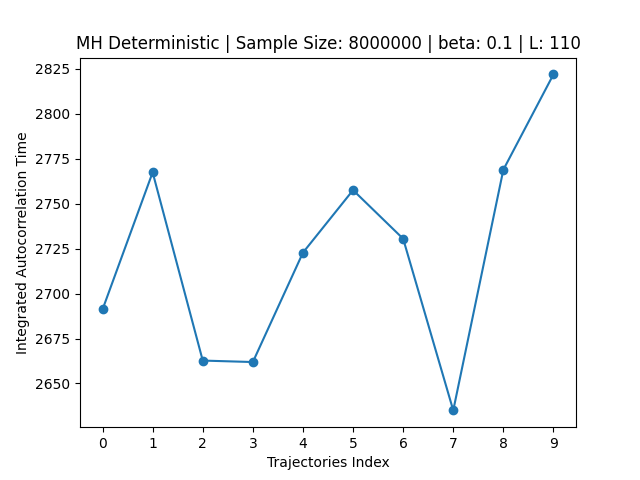 MH Deterministic | Sample Size: 8000000 | beta: 0.1 | L: 110
Integrated Autocorrelation Time
2825
2800
2775
2750
2725
2700
2675
2650
0 1 2 3 4 5 6 7 8 9
Trajectories Index